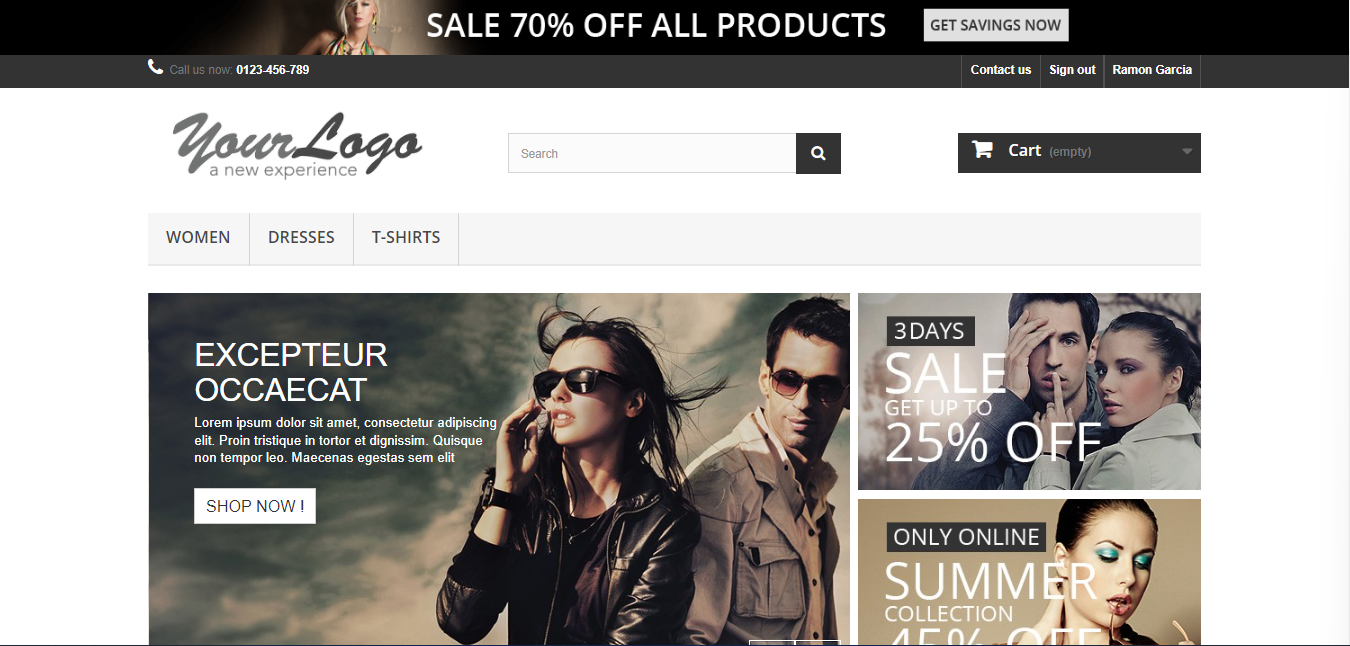 SALE 70% OFF ALL PRODUCTS
GET SAVINGS NOW
Call us now: 0123-456-789
Contact us
Sign out
Ramon Garcia
YourLogo
a new experience
Search
Cart (empty)
WOMEN
DRESSES
T-SHIRTS
EXCEPTEUR
OCCAECAT
Lorem ipsum dolor sit amet, consectetur adipiscing
elit. Proin tristique in tortor et dignissim. Quisque
non tempor leo. Maecenas egestas sem elit
SHOP NOW !
3 DAYS
SALE
GET UP TO
25% OFF
ONLY ONLINE
SUMMER
COLLECTION
45% OFF